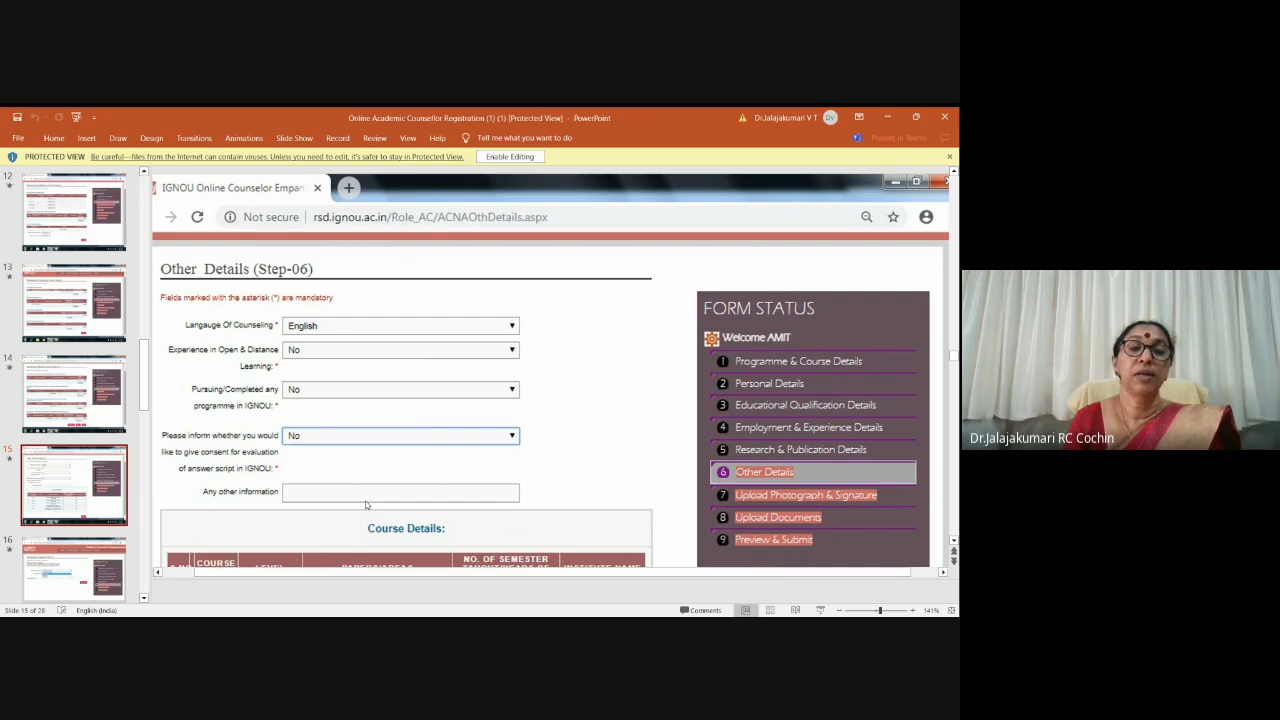 Online Academic Counsellor Registration (1) (1) [Protected View] - PowerPoint
Dr.Jalajakumari V T
DV
File Home Insert Draw Design Transitions Animations Slide Show Record Review View Help Tell me what you want to do
Present in Teams
PROTECTED VIEW Be careful—files from the Internet can contain viruses. Unless you need to edit, it's safer to stay in Protected View. Enable Editing
12
13
14
15
16
IGNOU Online Counselor Empan
Not secure rsd.ignou.ac.in/Role_AC/ACNAOthDetails.aspx
Other Details (Step-06)
Fields marked with the asterisk (*) are mandatory
Langauge Of Counseling * English
Experience in Open & Distance No
Learning: *
Pursuing/Completed any No
programme in IGNOU: *
Please inform whether you would No
like to give consent for evaluation
of answer script in IGNOU: *
Any other information
Course Details:
COURSE
NO. OF SEMESTER
FORM STATUS
Welcome AMIT
1 Programme & Course Details
2 Personal Details
3 Educational Qualification Details
4 Employment & Experience Details
5 Research & Publication Details
6 Other Details
7 Upload Photograph & Signature
8 Upload Documents
9 Preview & Submit
Dr.Jalajakumari RC Cochin
Slide 15 of 28 English (India)
Comments
141%